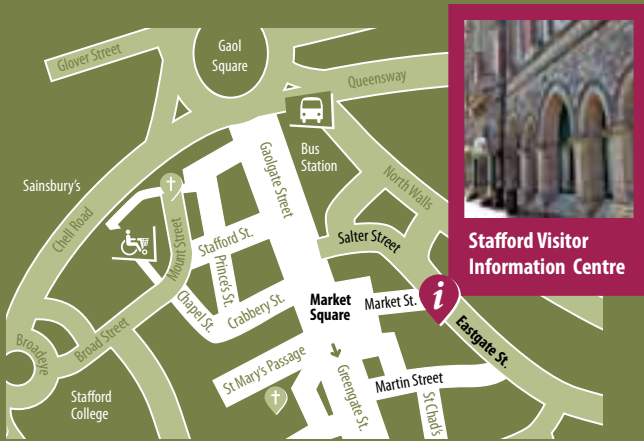 Glover Street
Gaol
Square
Queensway
Bus
Station
Gaolgate Street
North Walls
Sainsbury's
Chell Road
Mount Street
Stafford St.
Prince's St.
Salter Street
Stafford Visitor
Information Centre
Chapel St.
Crabbery St.
Market
Square
Market St.
i
Eastgate St.
Broadeye
Broad Street
St Mary's Passage
Greengate St.
Martin Street
St Chad's
Stafford
College